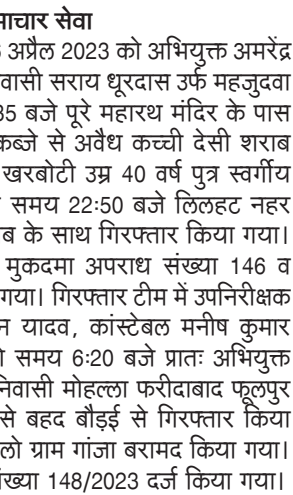 माचार सेवा
अप्रैल 2023 को अभियुक्त अमरेंद्र
वासी सराय धूरदास उर्फ महजुदवा
35 बजे पूरे महारथ मंदिर के पास
कब्जे से अवैध कच्ची देसी शराब
खरबोटी उम्र 40 वर्ष पुत्र स्वर्गीय
समय 22:50 बजे लिलहट नहर
ब के साथ गिरफ्तार किया गया।
मुकदमा अपराध संख्या 146 व
गया। गिरफ्तार टीम में उपनिरीक्षक
न यादव, कांस्टेबल मनीष कुमार
समय 6:20 बजे प्रातः अभियुक्त
निवासी मोहल्ला फरीदाबाद फूलपुर
से बहद बौड़ई से गिरफ्तार किया
लो ग्राम गांजा बरामद किया गया।
ंख्या 148/2023 दर्ज किया गया।